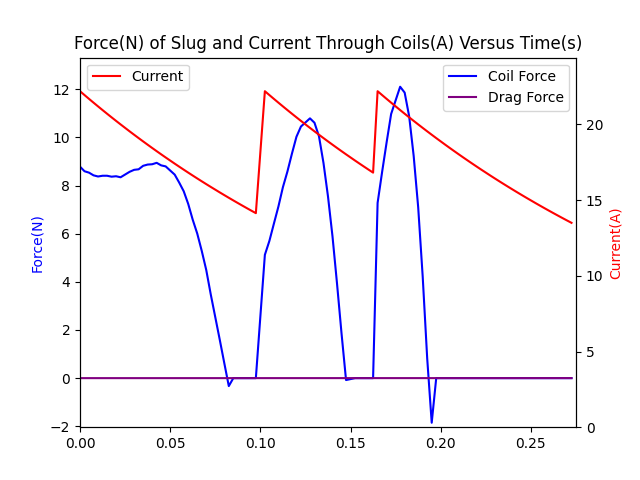 Force(N) of Slug and Current Through Coils(A) Versus Time(s)
Current
Coil Force
Drag Force
Force(N)
12
10
8
6
4
2
0
−2
20
15
10
5
0
Current(A)
0.00 0.05 0.10 0.15 0.20 0.25